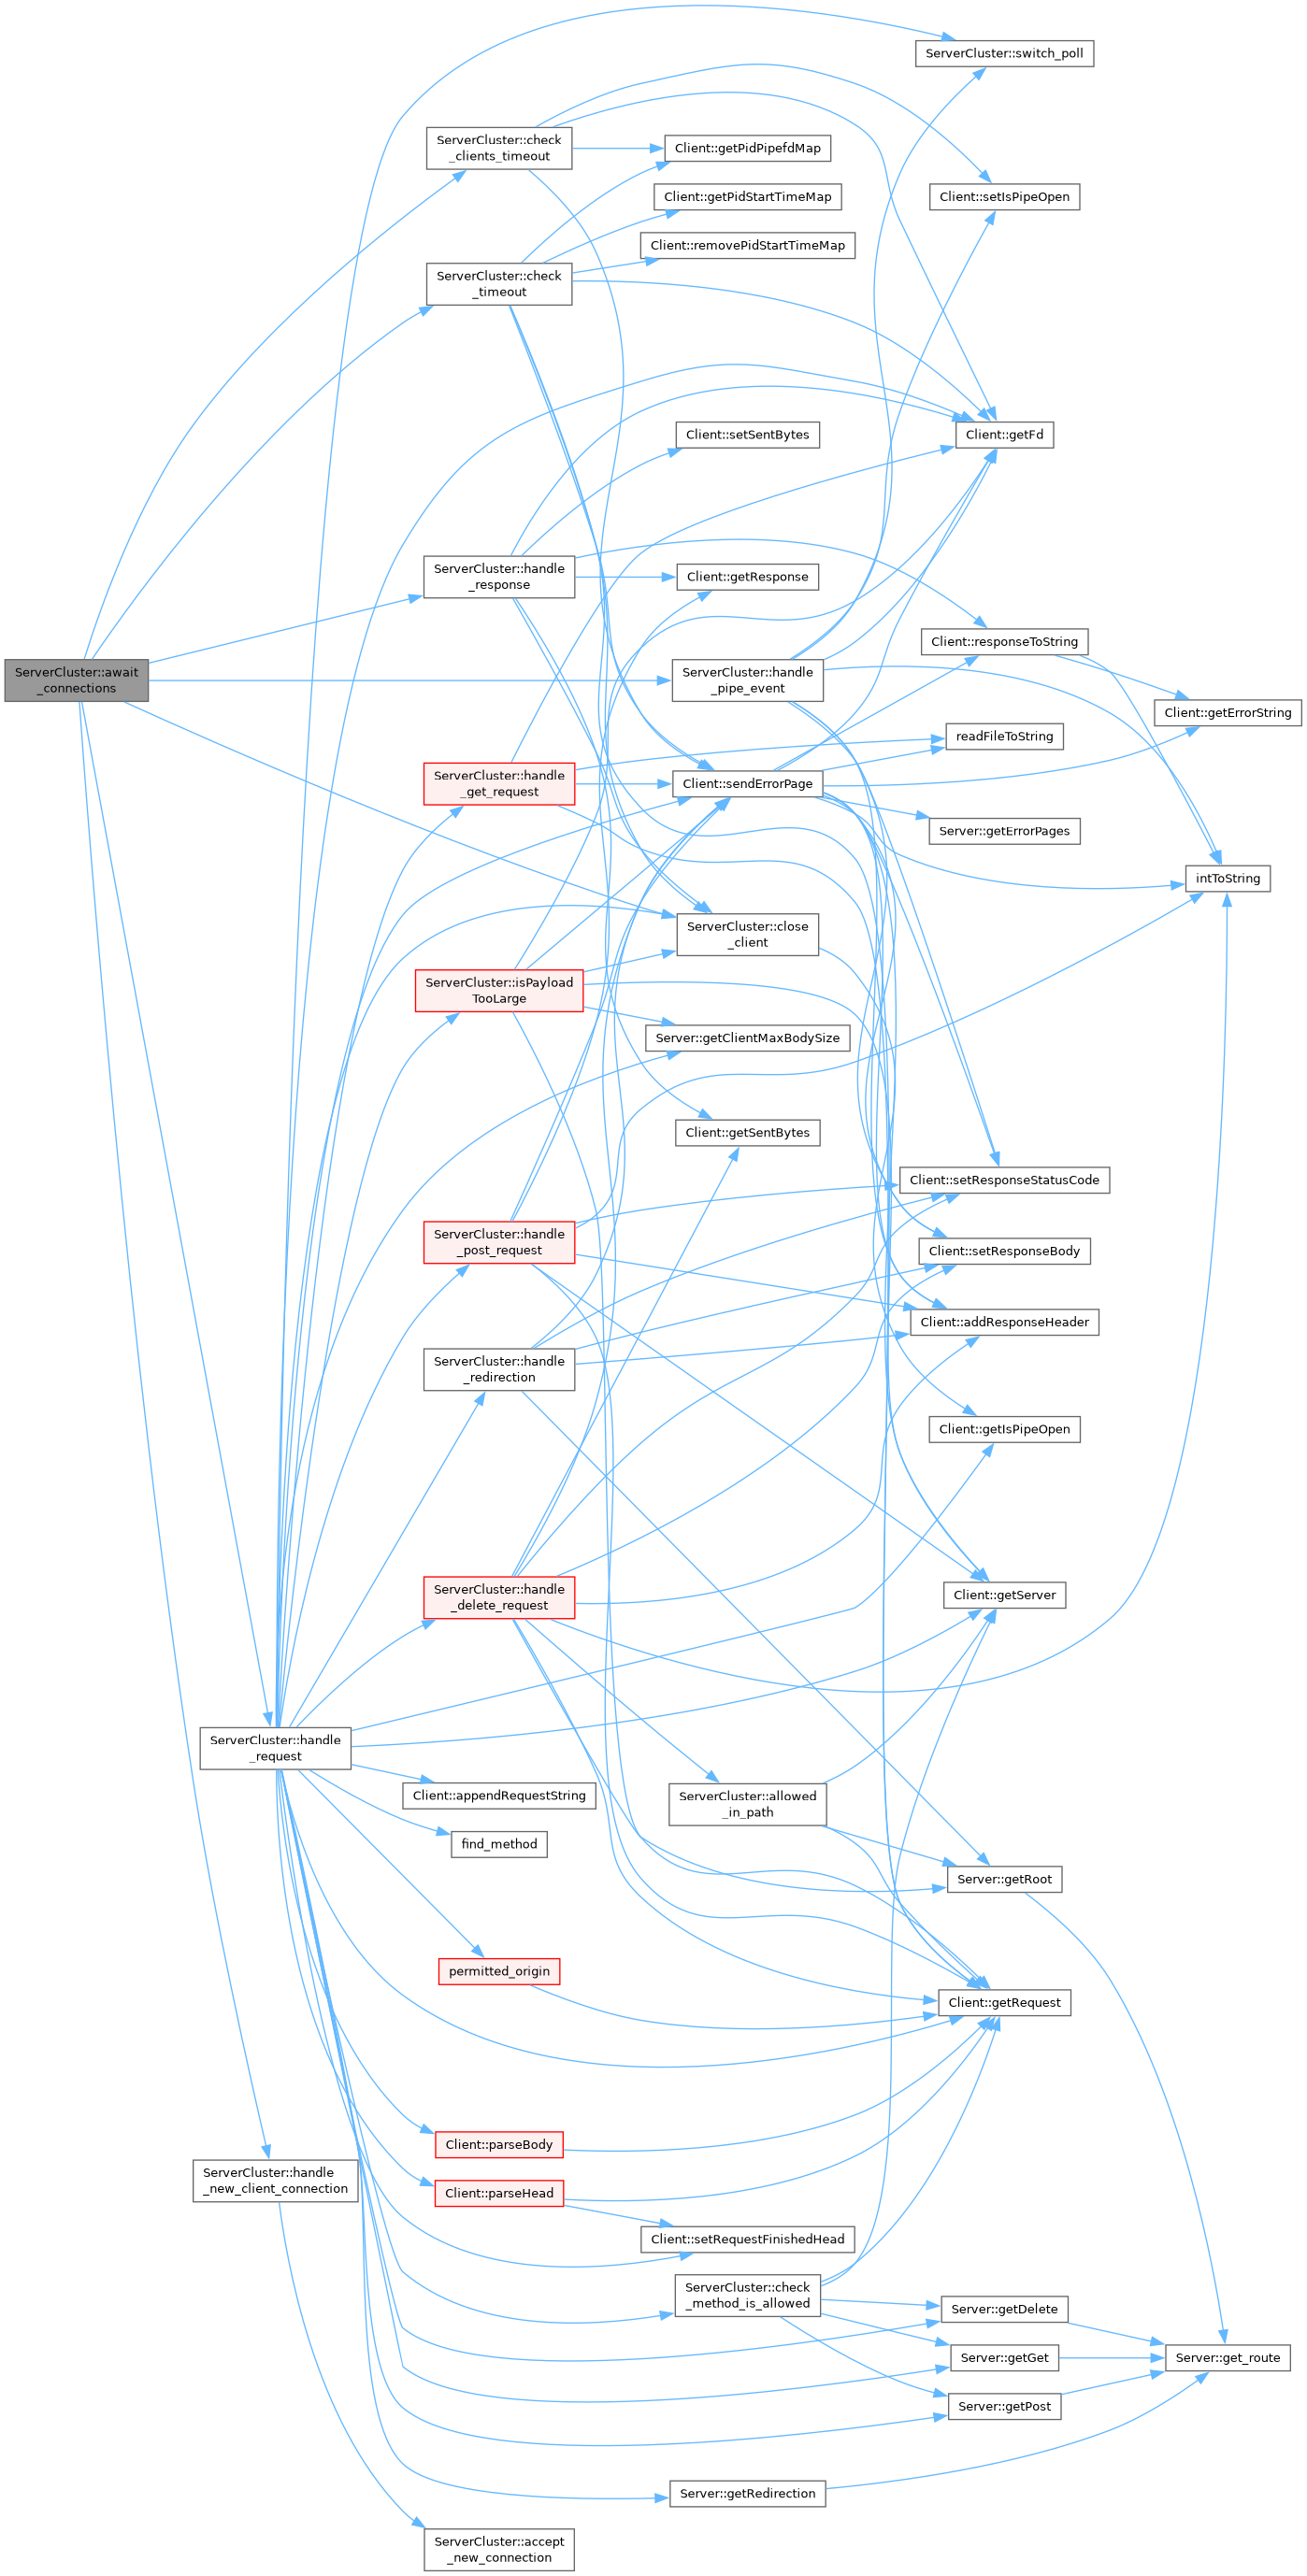 ServerCluster::await
_connections
ServerCluster::check
_clients_timeout
ServerCluster::check
_timeout
ServerCluster::handle
_response
ServerCluster::handle
_get_request
ServerCluster::isPayload
TooLarge
ServerCluster::handle
_post_request
ServerCluster::handle
_redirection
ServerCluster::handle
_delete_request
ServerCluster::handle
_request
Client::appendRequestString
find_method
permitted_origin
Client::parseBody
Client::parseHead
ServerCluster::handle
_new_client_connection
ServerCluster::accept
_new_connection
Client::getPidPipefdMap
Client::getPidStartTimeMap
Client::removePidStartTimeMap
Client::setSentBytes
Client::getResponse
ServerCluster::handle
_pipe_event
Client::sendErrorPage
ServerCluster::close
_client
Server::getClientMaxBodySize
Client::getSentBytes
ServerCluster::allowed
_in_path
Client::setRequestFinishedHead
ServerCluster::check
_method_is_allowed
Server::getRedirection
ServerCluster::switch_poll
Client::setIsPipeOpen
Client::getFd
Client::responseToString
readFileToString
Server::getErrorPages
Client::setResponseStatusCode
Client::setResponseBody
Client::addResponseHeader
Client::getIsPipeOpen
Client::getServer
Server::getRoot
Client::getRequest
Server::getDelete
Server::getGet
Server::getPost
Client::getErrorString
intToString
Server::get_route